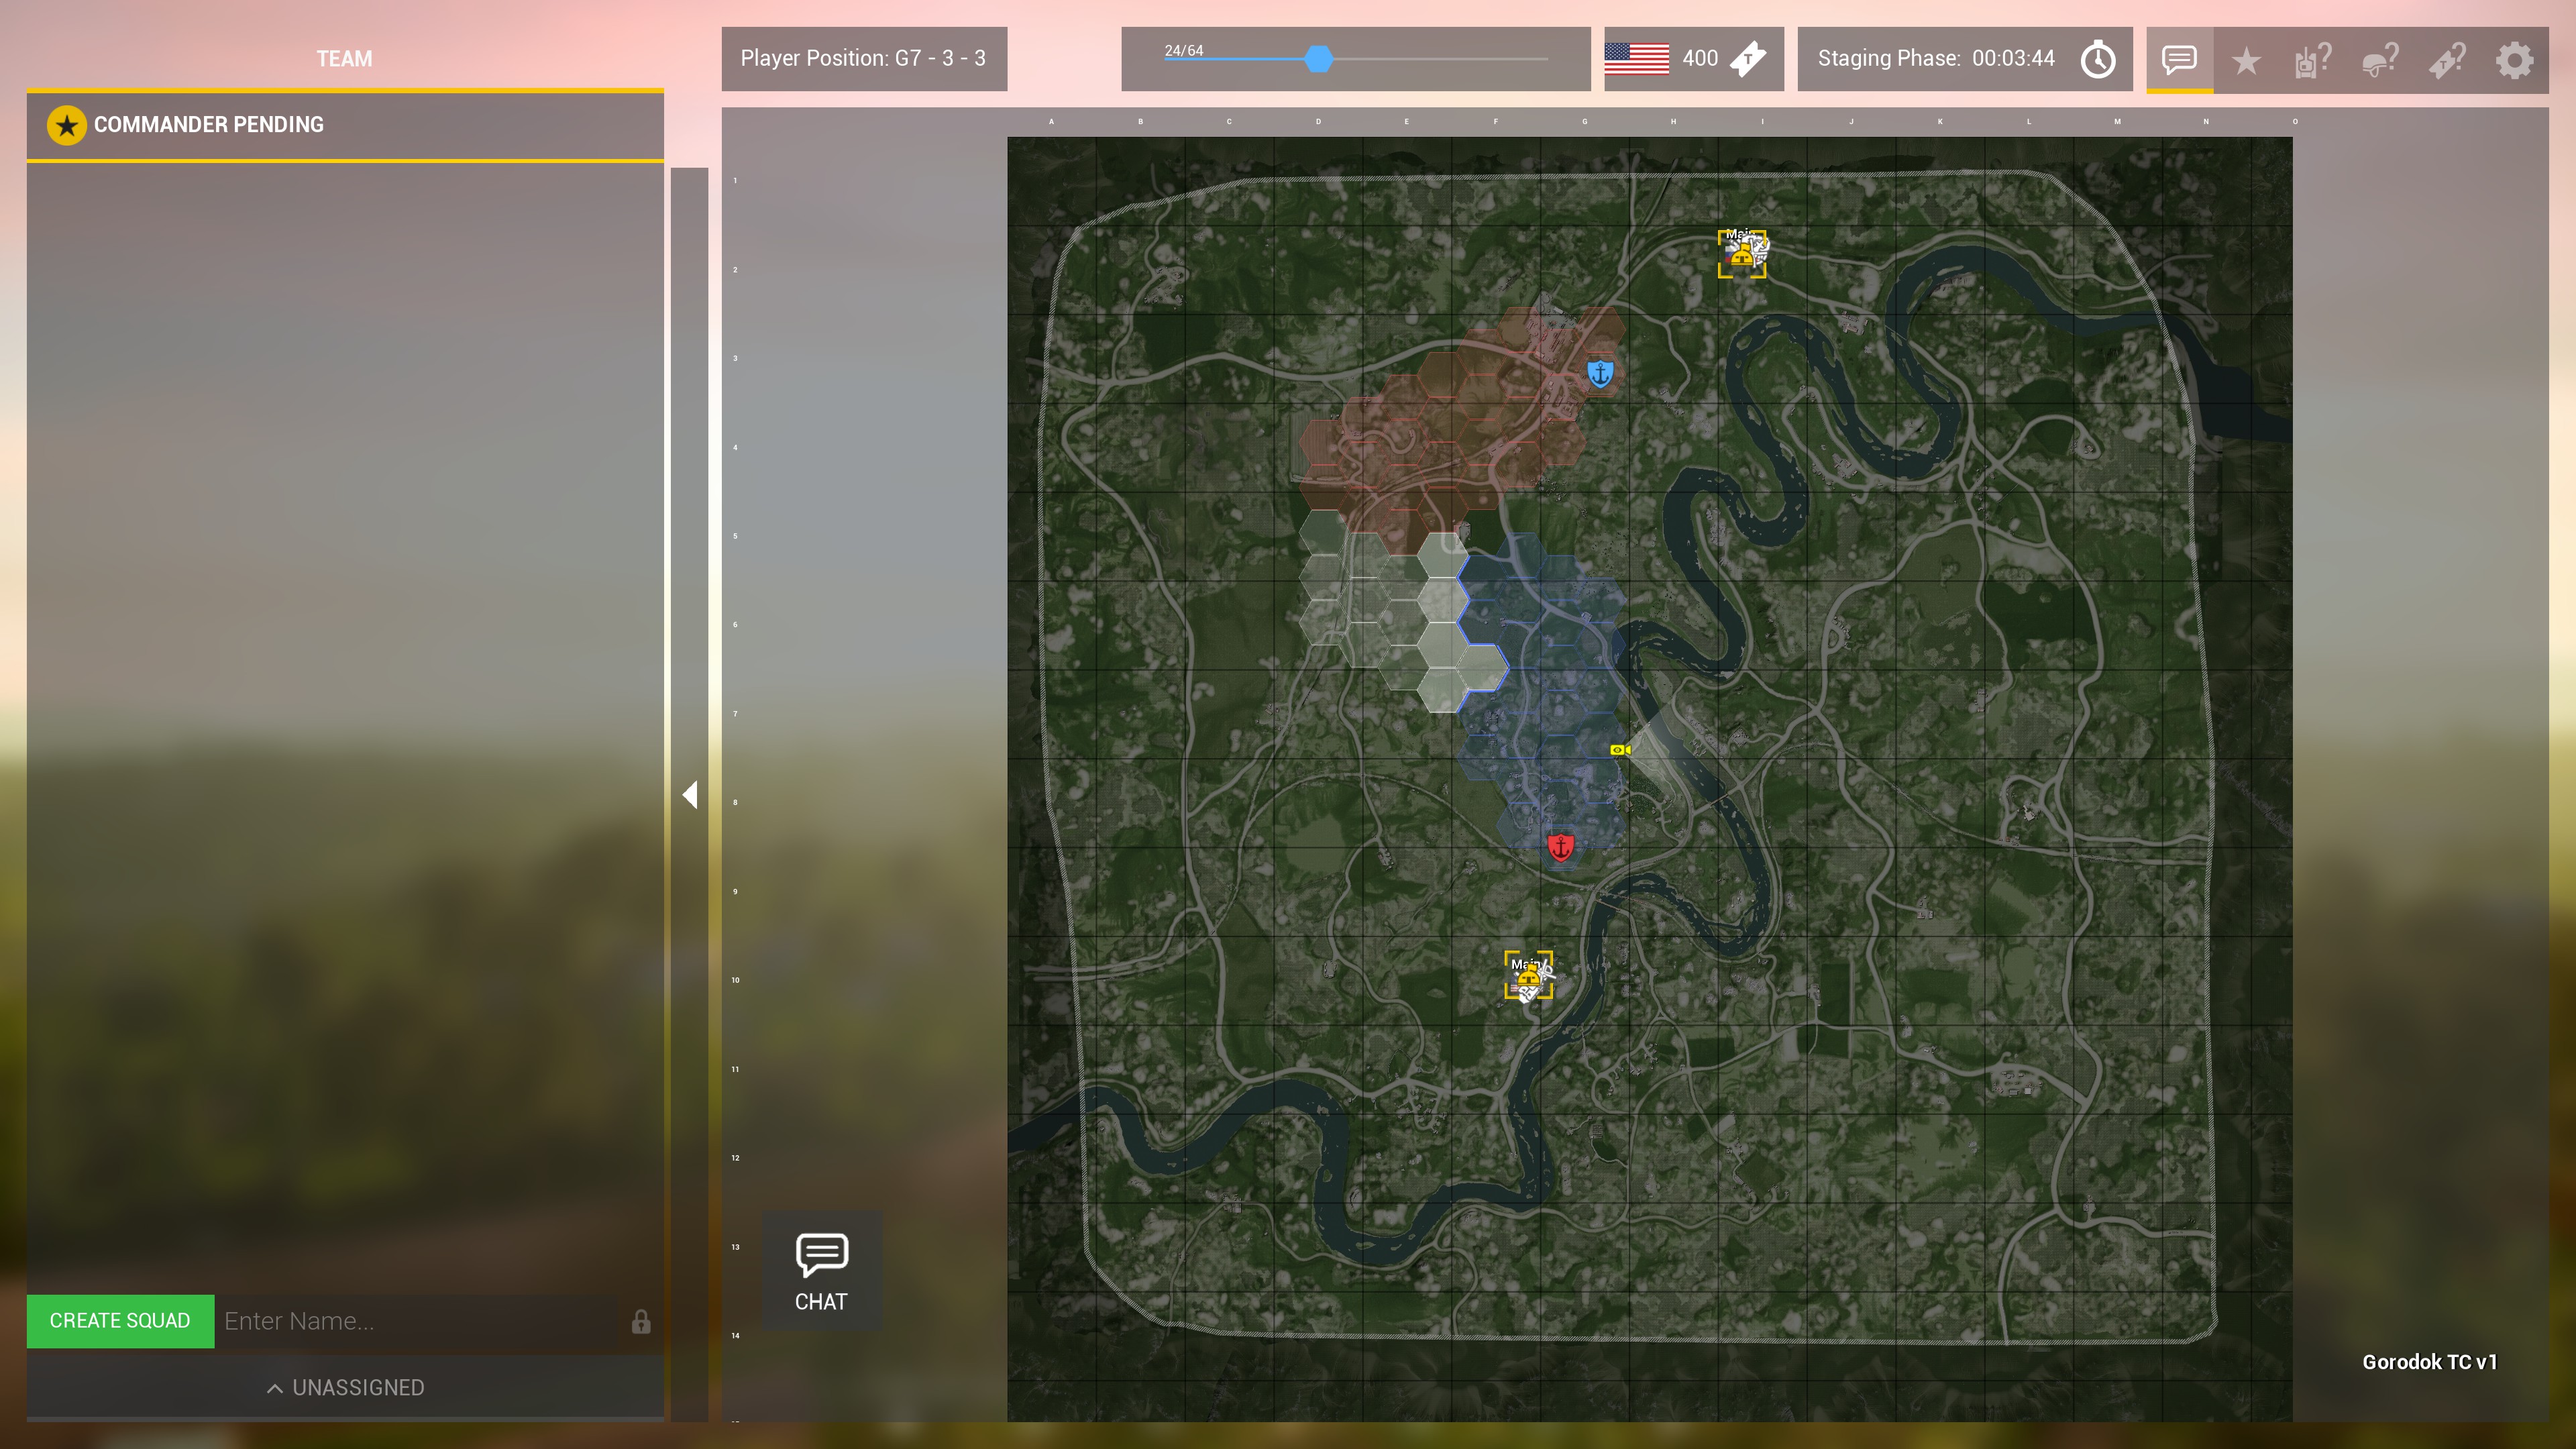 TEAM
Player Position: G7 - 3 - 3
24/64
400
T
Staging Phase: 00:03:44
?
?
T?
COMMANDER PENDING
A B C D E F G H I J K L M N O
1
2
3
4
5
6
7
8
9
10
11
12
13
14
Main
Main
CHAT
CREATE SQUAD
Enter Name...
UNASSIGNED
Gorodok TC v1